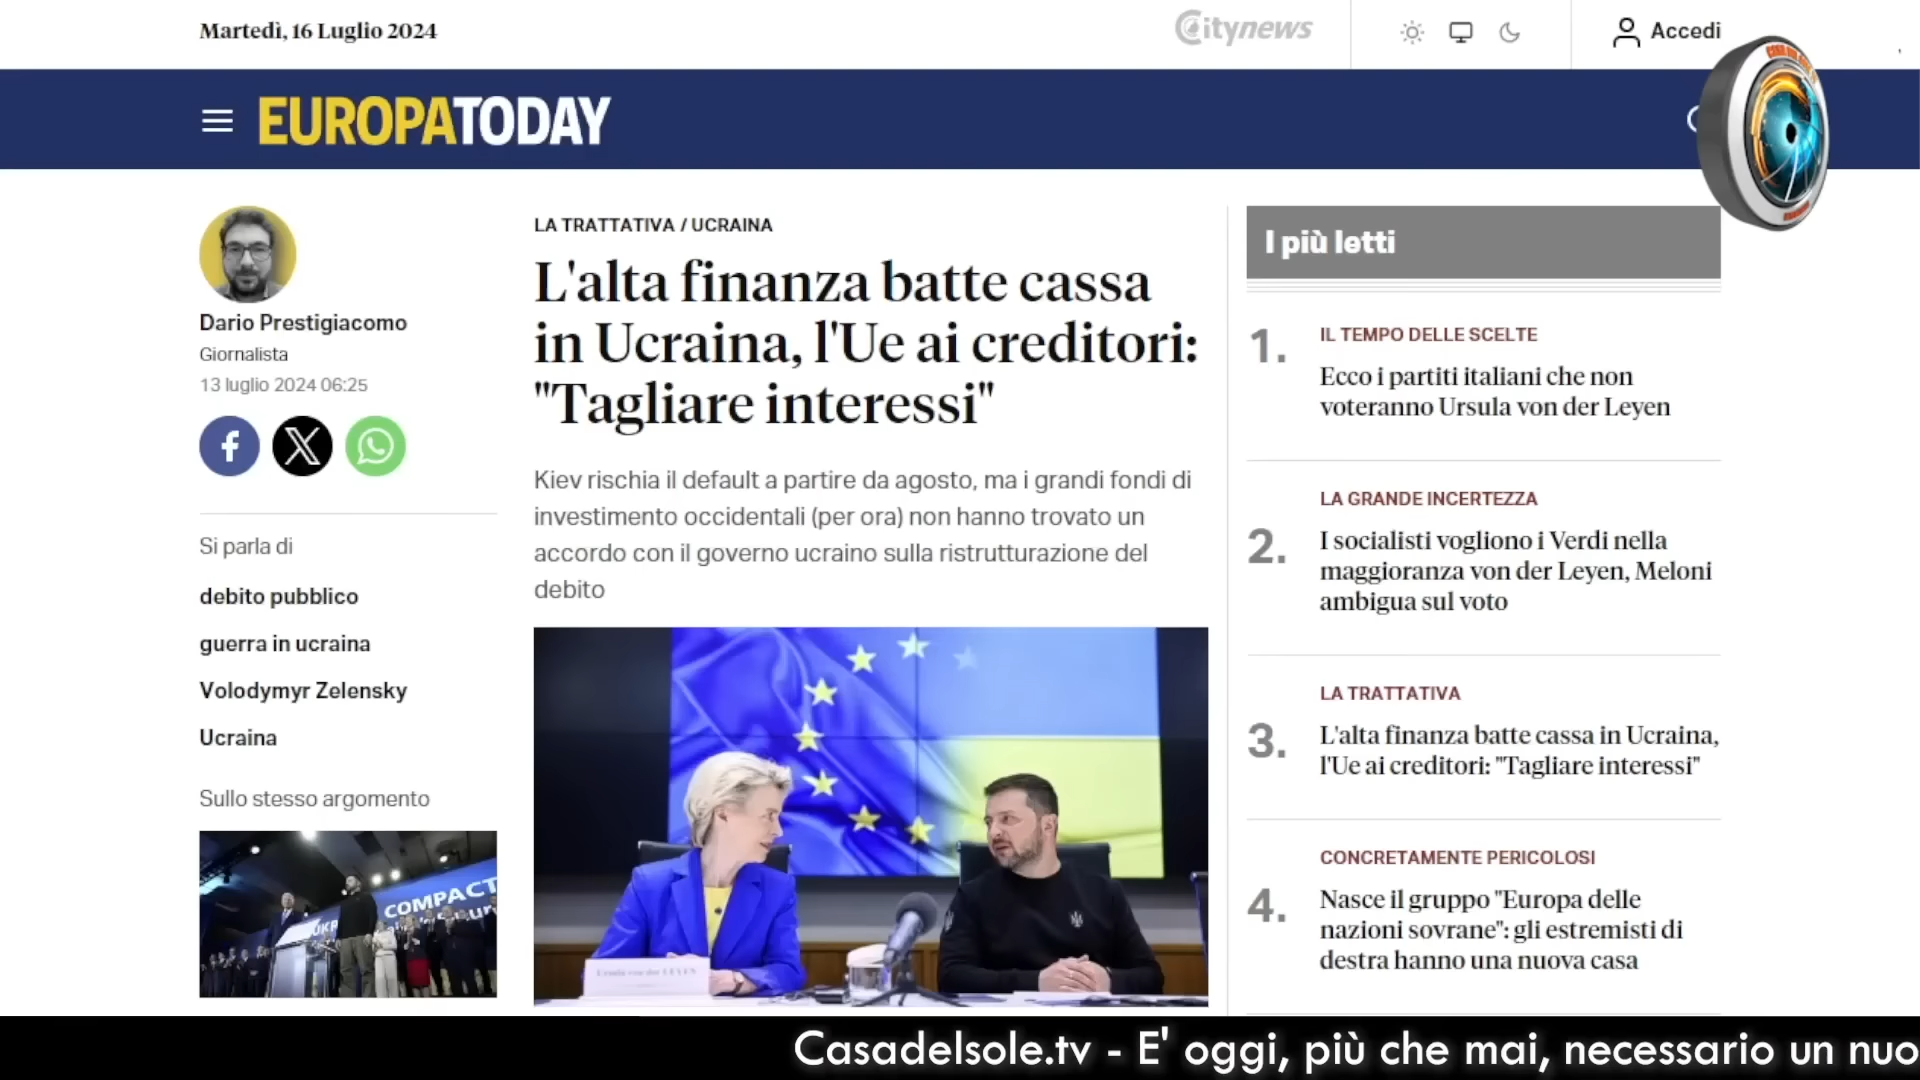 Martedì, 16 Luglio 2024
Citynews
Accedi
EUROPATODAY
Dario Prestigiacomo
Giornalista
13 luglio 2024 06:25
Si parla di
debito pubblico
guerra in ucraina
Volodymyr Zelensky
Ucraina
Sullo stesso argomento
COMPACT
LA TRATTATIVA / UCRAINA
L'alta finanza batte cassa
in Ucraina, l'Ue ai creditori:
"Tagliare interessi"
Kiev rischia il default a partire da agosto, ma i grandi fondi di
investimento occidentali (per ora) non hanno trovato un
accordo con il governo ucraino sulla ristrutturazione del
debito
I più letti
1.
IL TEMPO DELLE SCELTE
Ecco i partiti italiani che non
voteranno Ursula von der Leyen
2.
LA GRANDE INCERTEZZA
I socialisti vogliono i Verdi nella
maggioranza von der Leyen, Meloni
ambigua sul voto
3.
LA TRATTATIVA
L'alta finanza batte cassa in Ucraina,
l'Ue ai creditori: "Tagliare interessi"
4.
CONCRETAMENTE PERICOLOSI
Nasce il gruppo "Europa delle
nazioni sovrane": gli estremisti di
destra hanno una nuova casa
Casadelsole.tv - E' oggi, più che mai, necessario un nuo